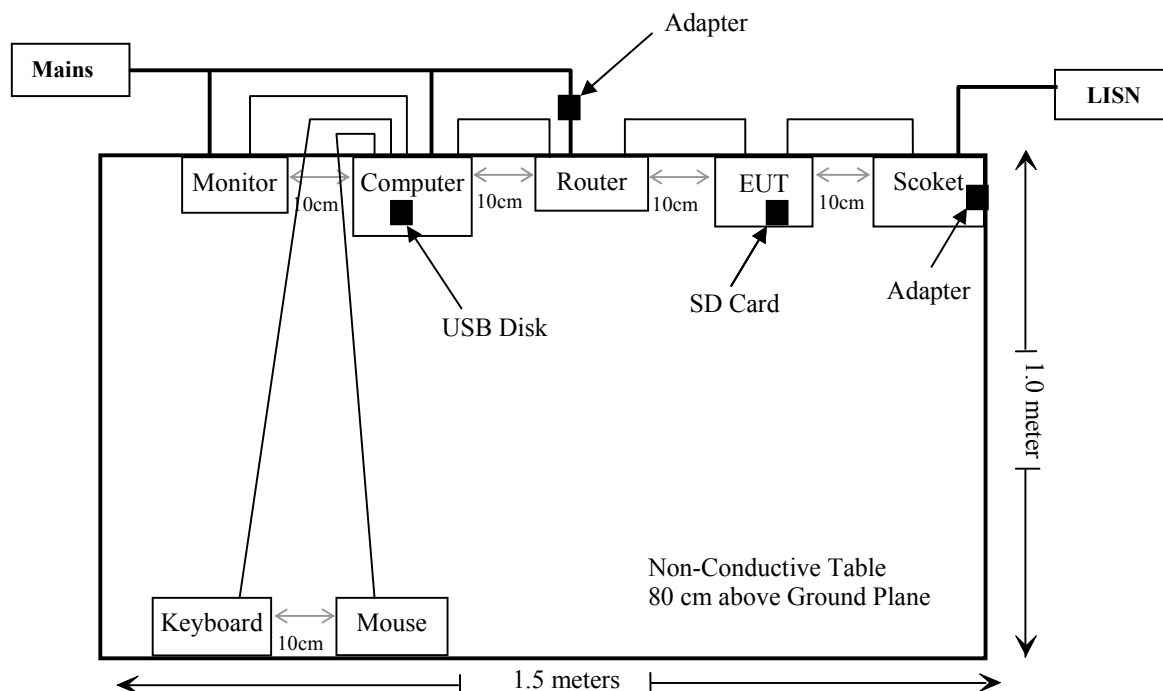 Adapter
Mains
LISN
Monitor
Computer
Router
EUT
Scoket
10cm
10cm
10cm
10cm
USB Disk
SD Card
Adapter
1.0 meter
Non-Conductive Table
80 cm above Ground Plane
Keyboard
Mouse
10cm
1.5 meters